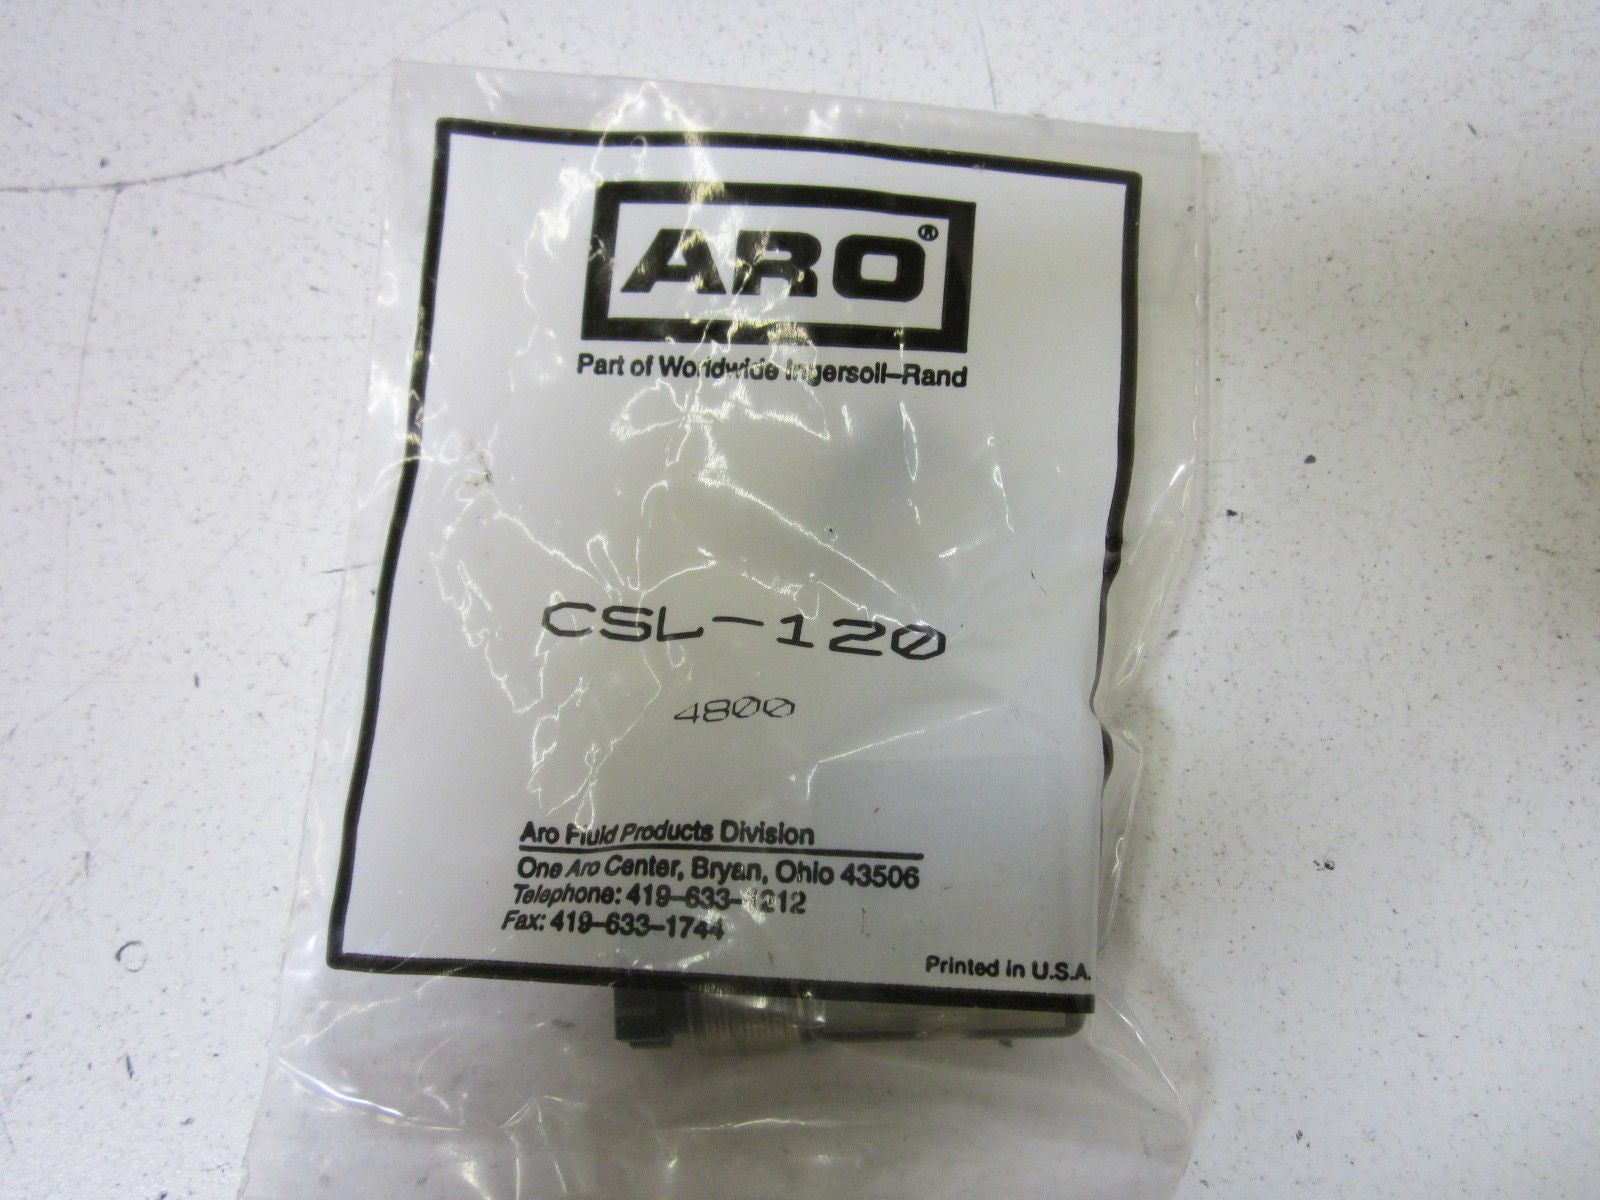 ARO®
Part of Worldwide Ingersoll-Rand
CSL-120
4800
Aro Fluid Products Division
One Aro Center, Bryan, Ohio 43506
Telephone: 419-633-1212
Fax: 419-633-1744
Printed in U.S.A.